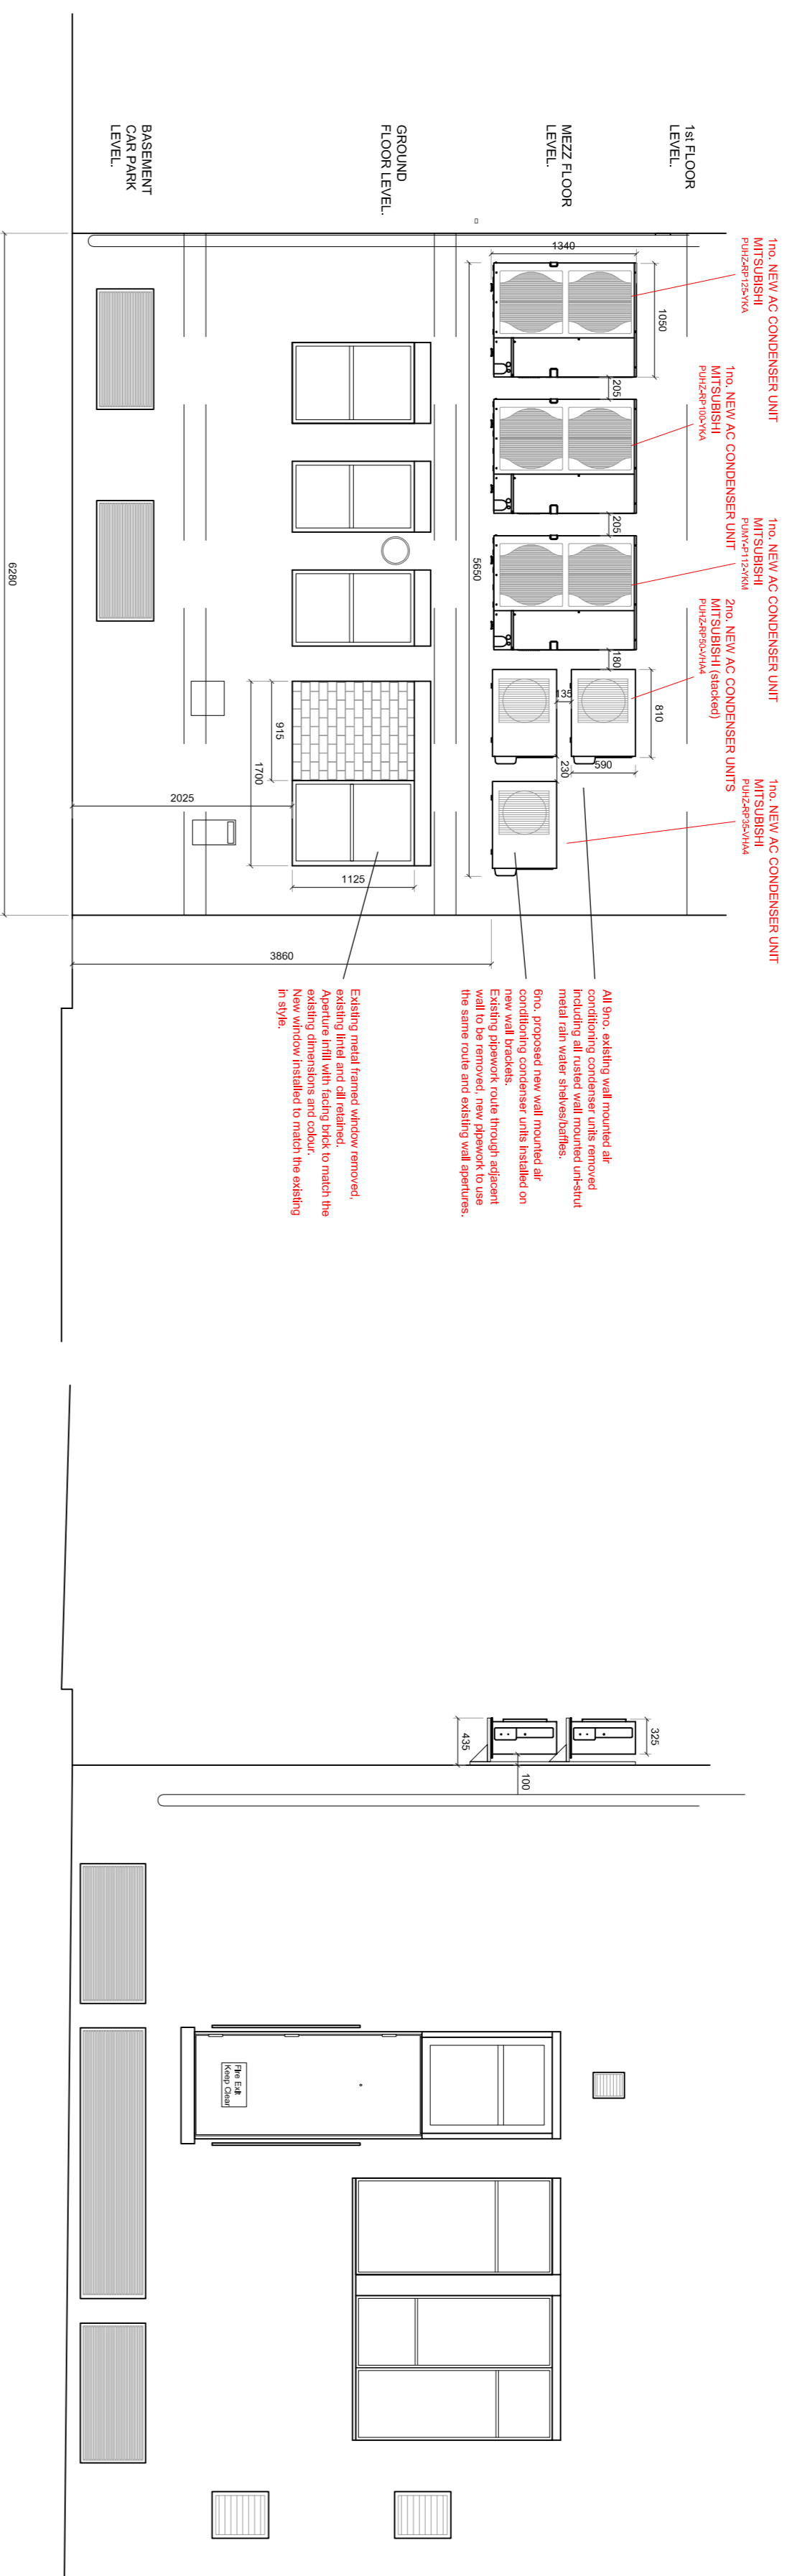 1no. NEW AC CONDENSER UNIT
MITSUBISHI
PUHZ-RP125-YKA
1no. NEW AC CONDENSER UNIT
MITSUBISHI
PUHZ-RP100-YKA
1no. NEW AC CONDENSER UNIT
MITSUBISHI
PUMY-P112-YKM
2no. NEW AC CONDENSER UNITS
MITSUBISHI (stacked)
PUHZ-RP50-VHA4
1no. NEW AC CONDENSER UNIT
MITSUBISHI
PUHZ-RP35-VHA4
1st FLOOR
LEVEL.
MEZZ FLOOR
LEVEL.
GROUND
FLOOR LEVEL.
BASEMENT
CAR PARK
LEVEL.
1050
205
205
180
810
1340
135
230
590
5650
915
1700
1125
2025
3860
6280
All 9no. existing wall mounted air
conditioning condenser units removed
including all rusted wall mounted uni-strut
metal rain water shelves/baffles.
6no. proposed new wall mounted air
conditioning condenser units installed on
new wall brackets.
Existing pipework route through adjacent
wall to be removed, new pipework to use
the same route and existing wall apertures.
Existing metal framed window removed,
existing lintel and cill retained.
Aperture infill with facing brick to match the
existing dimensions and colour.
New window installed to match the existing
in style.
325
100
435
Fire Exit
Keep Clear